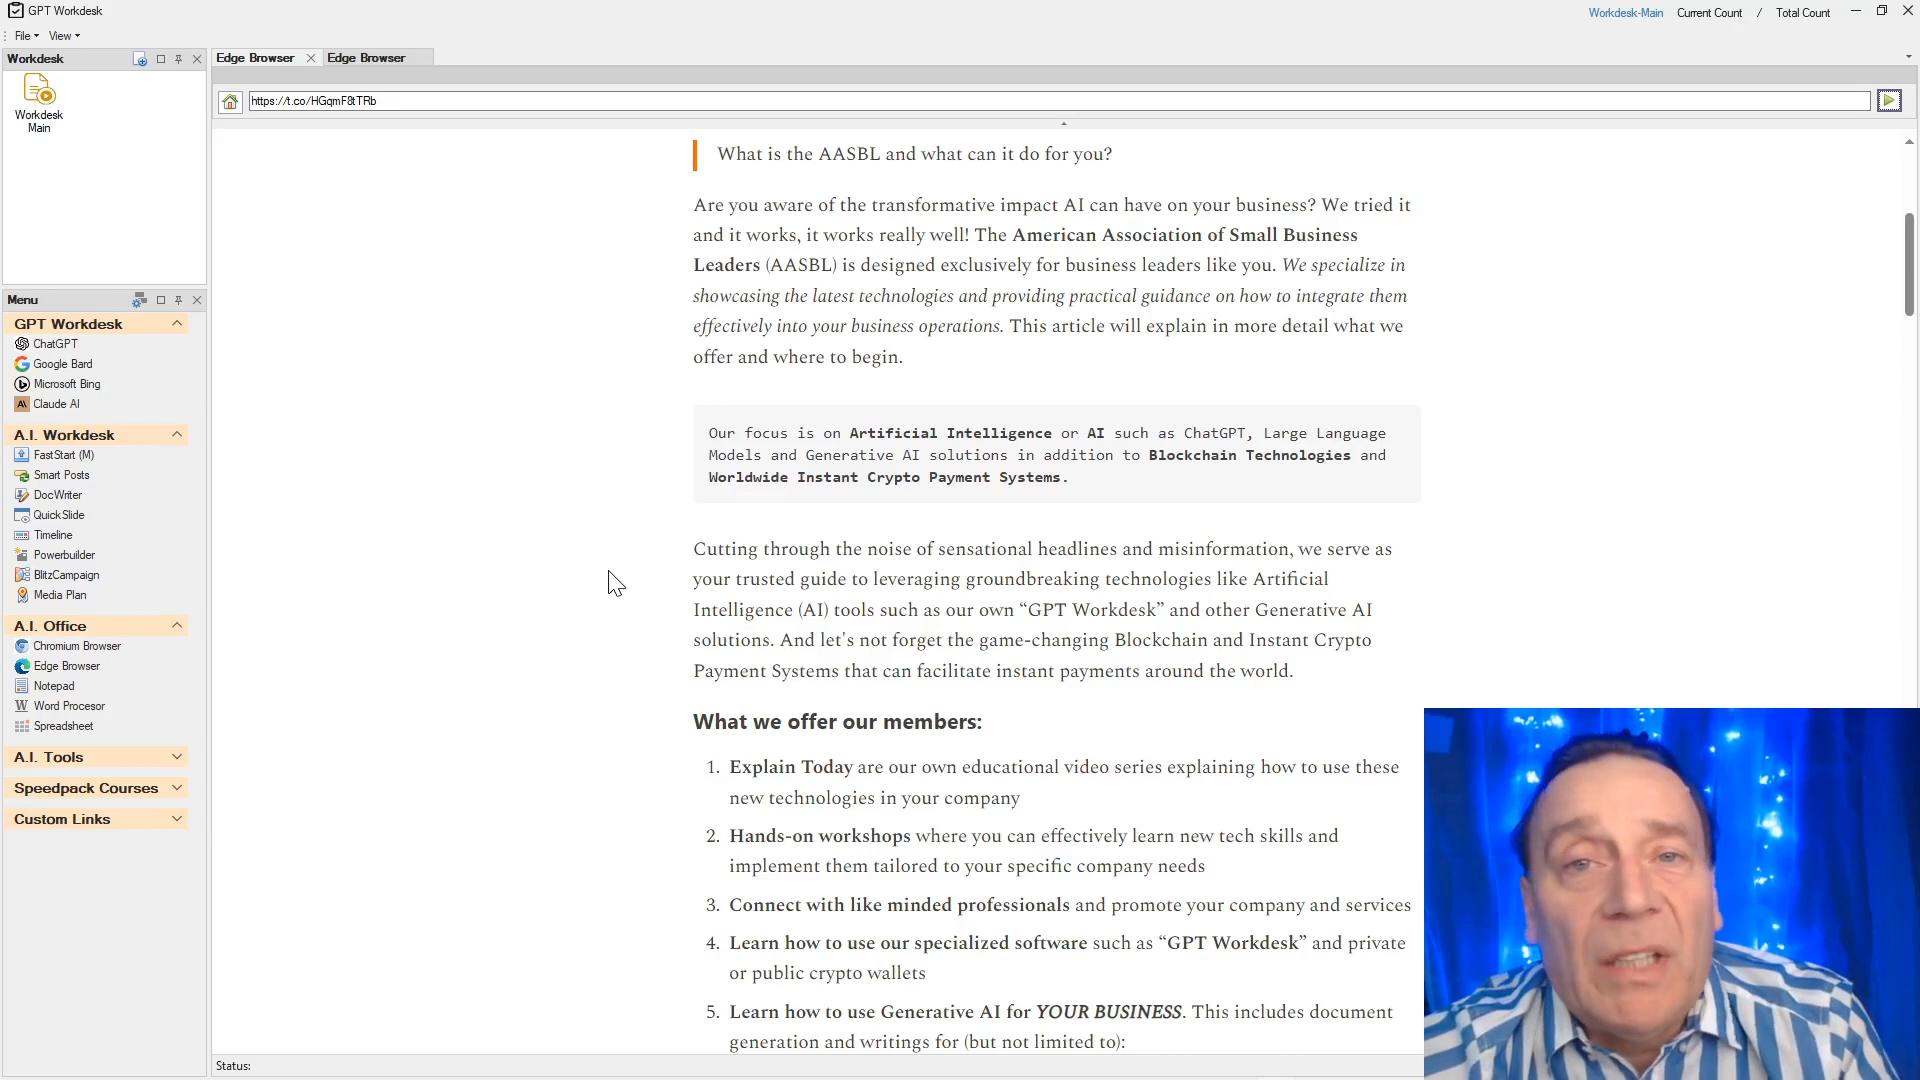 GPT Workdesk
Workdesk-Main Current Count / Total Count
File View
Workdesk
Workdesk
Main
Menu
GPT Workdesk
ChatGPT
Google Bard
Microsoft Bing
Claude AI
A.I. Workdesk
FastStart (M)
Smart Posts
DocWriter
QuickSlide
Timeline
Powerbuilder
BlitzCampaign
Media Plan
A.I. Office
Chromium Browser
Edge Browser
Notepad
Word Procesor
Spreadsheet
A.I. Tools
Speedpack Courses
Custom Links
Edge Browser Edge Browser
https://t.co/HGqmF8tTRb
What is the AASBL and what can it do for you?
Are you aware of the transformative impact AI can have on your business? We tried it
and it works, it works really well! The American Association of Small Business
Leaders (AASBL) is designed exclusively for business leaders like you. We specialize in
showcasing the latest technologies and providing practical guidance on how to integrate them
effectively into your business operations. This article will explain in more detail what we
offer and where to begin.
Our focus is on Artificial Intelligence or AI such as ChatGPT, Large Language
Models and Generative AI solutions in addition to Blockchain Technologies and
Worldwide Instant Crypto Payment Systems.
Cutting through the noise of sensational headlines and misinformation, we serve as
your trusted guide to leveraging groundbreaking technologies like Artificial
Intelligence (AI) tools such as our own “GPT Workdesk” and other Generative AI
solutions. And let's not forget the game-changing Blockchain and Instant Crypto
Payment Systems that can facilitate instant payments around the world.
What we offer our members:
1. Explain Today are our own educational video series explaining how to use these
new technologies in your company
2. Hands-on workshops where you can effectively learn new tech skills and
implement them tailored to your specific company needs
3. Connect with like minded professionals and promote your company and services
4. Learn how to use our specialized software such as “GPT Workdesk” and private
or public crypto wallets
5. Learn how to use Generative AI for YOUR BUSINESS. This includes document
generation and writings for (but not limited to):
Status: